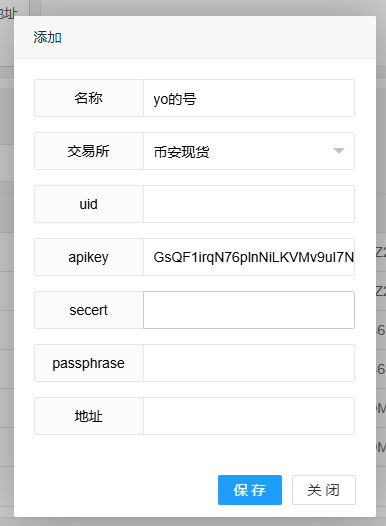 地址
添加
名称
yo的号
交易所
币安现货
uid
apikey
secert
passphrase
地址
保存
关闭